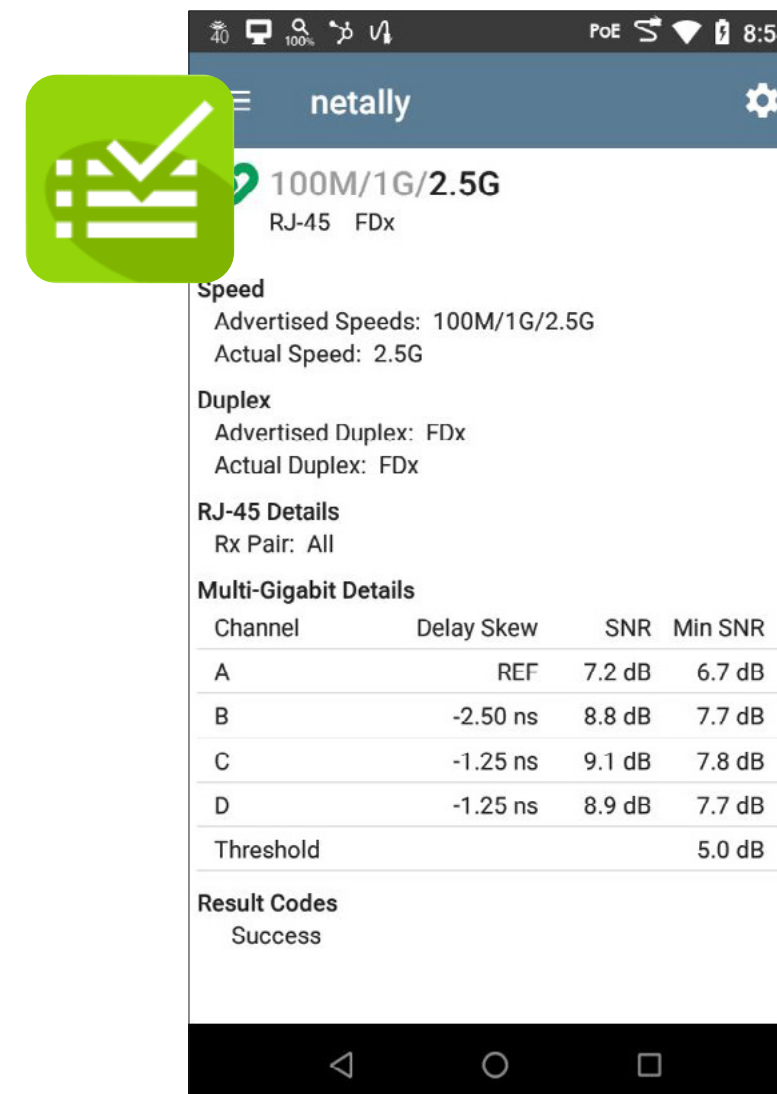 40 100% PoE 8:5
netally
100M/1G/2.5G
RJ-45 FDx
Speed
Advertised Speeds: 100M/1G/2.5G
Actual Speed: 2.5G
Duplex
Advertised Duplex: FDx
Actual Duplex: FDx
RJ-45 Details
Rx Pair: All
Multi-Gigabit Details
Channel Delay Skew SNR Min SNR
A REF 7.2 dB 6.7 dB
B -2.50 ns 8.8 dB 7.7 dB
C -1.25 ns 9.1 dB 7.8 dB
D -1.25 ns 8.9 dB 7.7 dB
Threshold 5.0 dB
Result Codes
Success